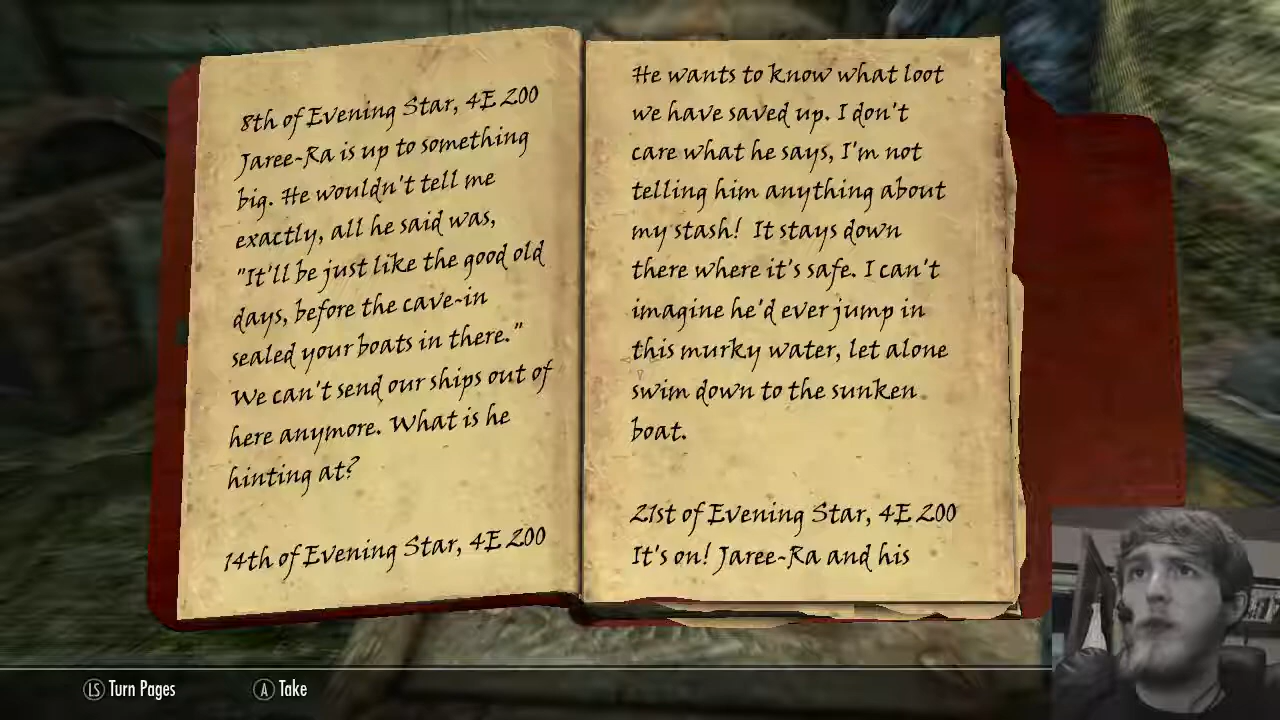 8th of Evening Star, 4E 200
Jaree-Ra is up to something
big. He wouldn't tell me
exactly, all he said was,
"It'll be just like the good old
days, before the cave-in
sealed your boats in there."
We can't send our ships out of
here anymore. What is he
hinting at?
14th of Evening Star, 4E 200
He wants to know what loot
we have saved up. I don't
care what he says, I'm not
telling him anything about
my stash! It stays down
there where it's safe. I can't
imagine he'd ever jump in
this murky water, let alone
swim down to the sunken
boat.
21st of Evening Star, 4E 200
It's on! Jaree-Ra and his
LS Turn Pages
A Take